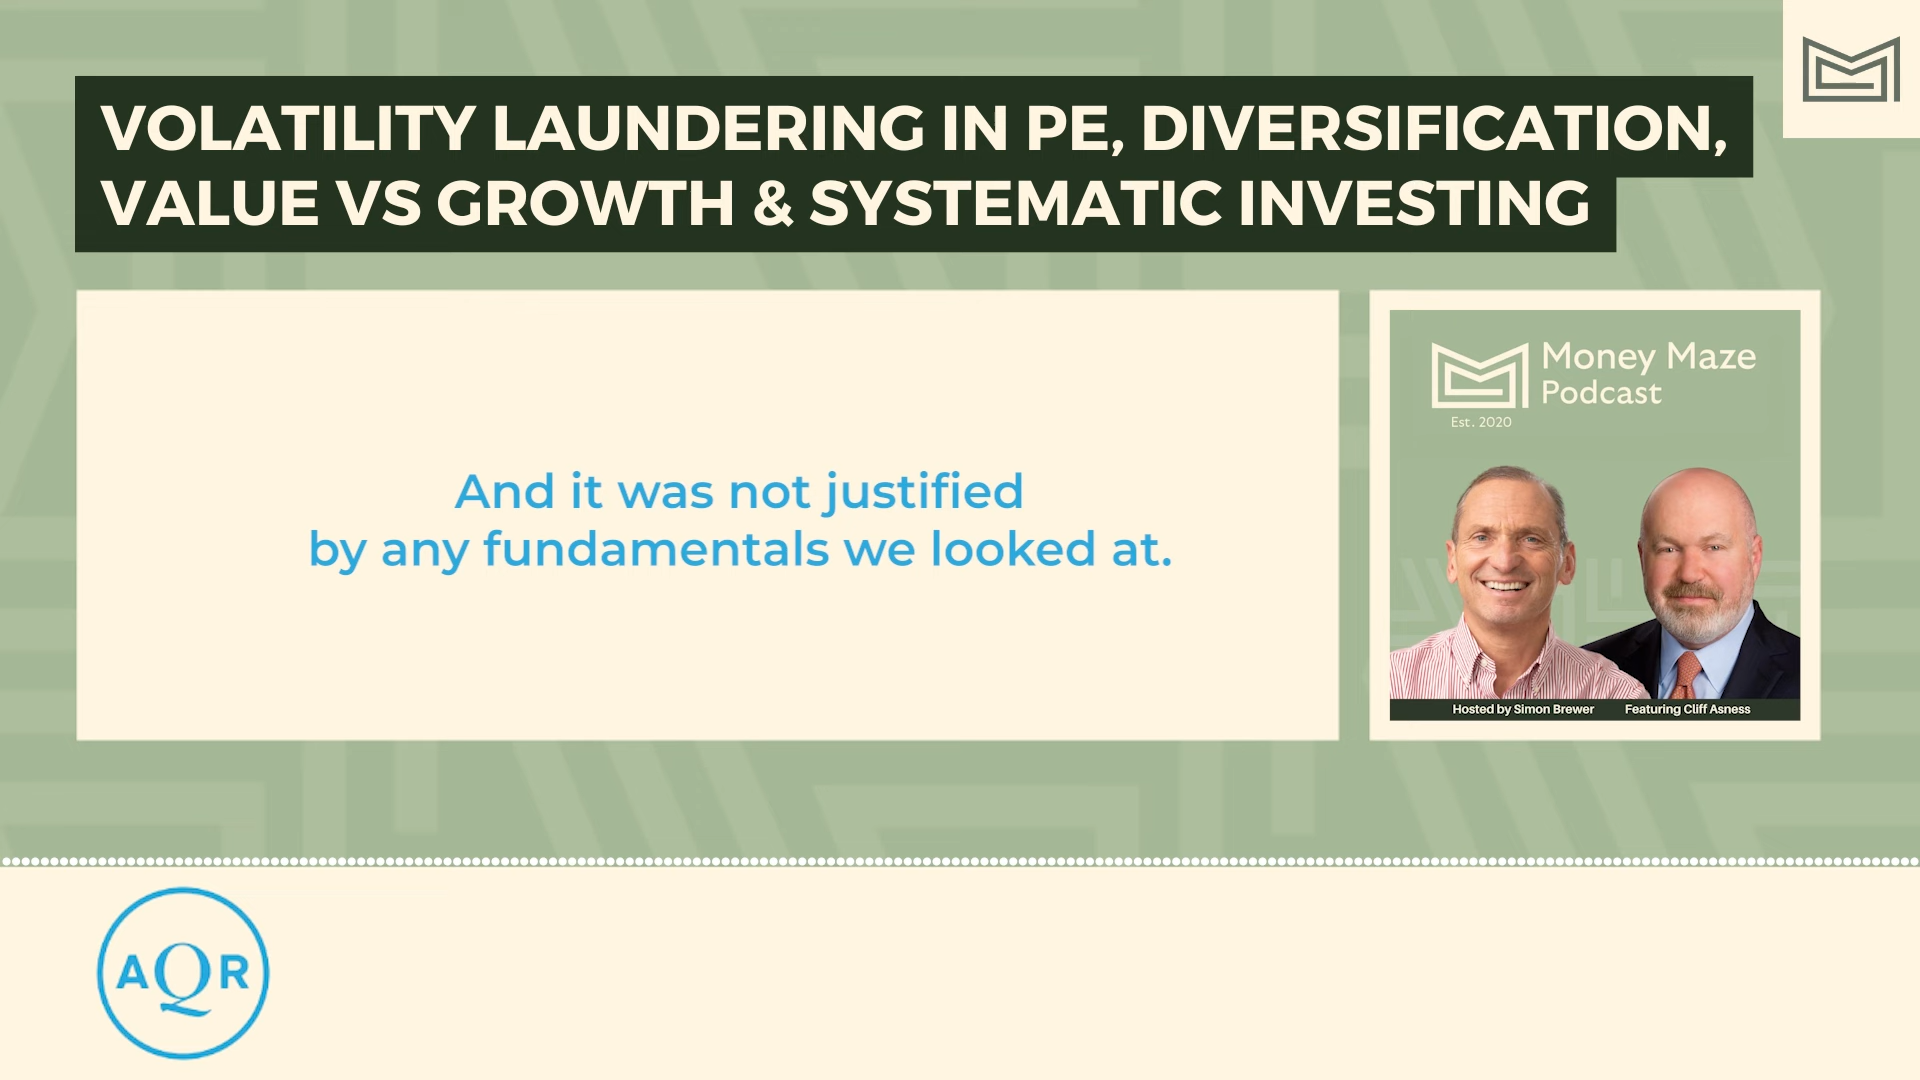 VOLATILITY LAUNDERING IN PE, DIVERSIFICATION,
VALUE VS GROWTH & SYSTEMATIC INVESTING
And it was not justified
by any fundamentals we looked at.
Money Maze
Podcast
Est. 2020
Hosted by Simon Brewer
Featuring Cliff Asness
AQR